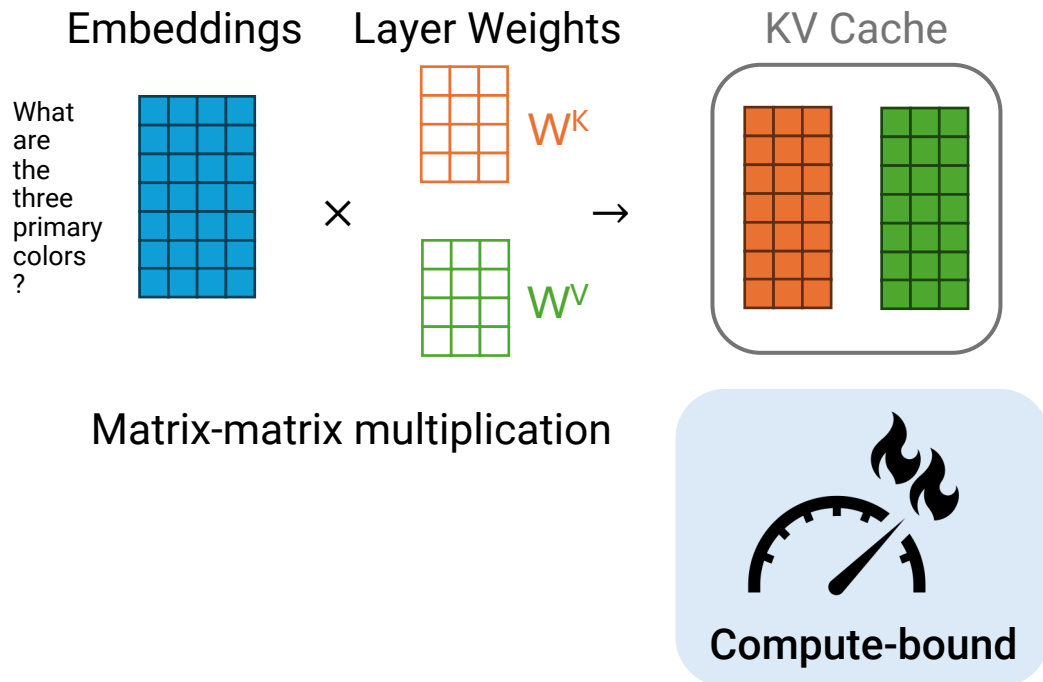 Embeddings
Layer Weights
KV Cache
What
are
the
three
primary
colors
?
×
W^K
→
W^V
Matrix-matrix multiplication
Compute-bound